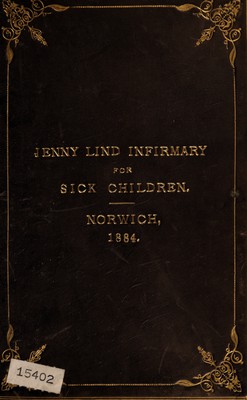 JENNY LIND INFIRMARY
FOR
SICK CHILDREN.
NORWICH,
1884.
15402